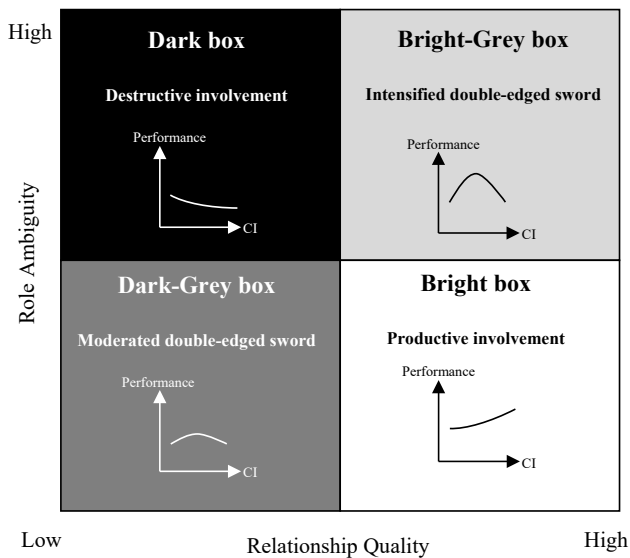 High
Role Ambiguity
Dark box
Destructive involvement
Performance
CI
Bright-Grey box
Intensified double-edged sword
Performance
CI
Dark-Grey box
Moderated double-edged sword
Performance
CI
Bright box
Productive involvement
Performance
CI
Low
Relationship Quality
High